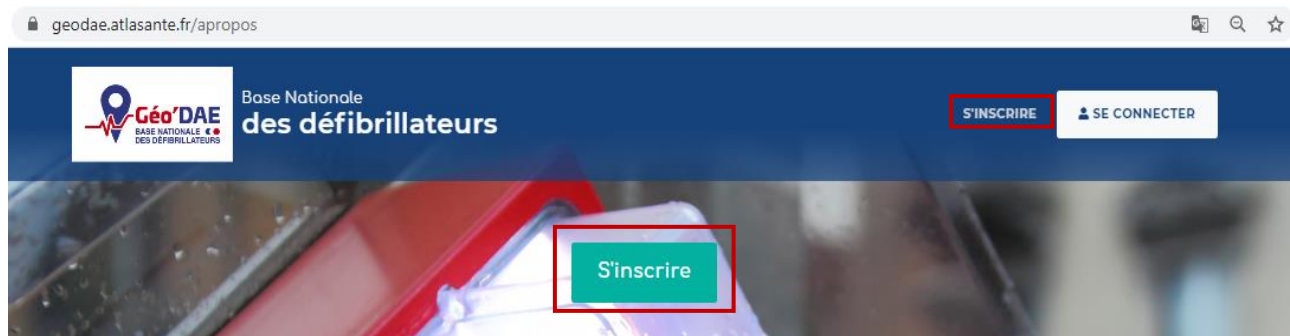 geodae.atlasante.fr/apropos
Géo'DAE
BASE NATIONALE
DES DÉFIBRILLATEURS
Base Nationale
des défibrillateurs
S'INSCRIRE
SE CONNECTER
S'inscrire